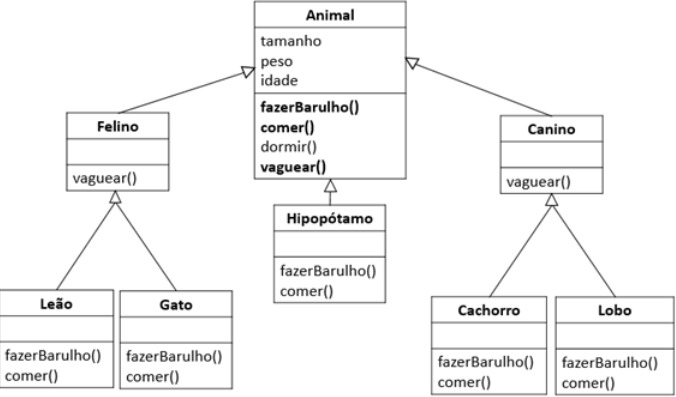 Animal
tamanho
peso
idade
fazerBarulho()
comer()
dormir()
vaguear()
Felino
vaguear()
Canino
vaguear()
Hipopótamo
fazerBarulho()
comer()
Leão
fazerBarulho()
comer()
Gato
fazerBarulho()
comer()
Cachorro
fazerBarulho()
comer()
Lobo
fazerBarulho()
comer()